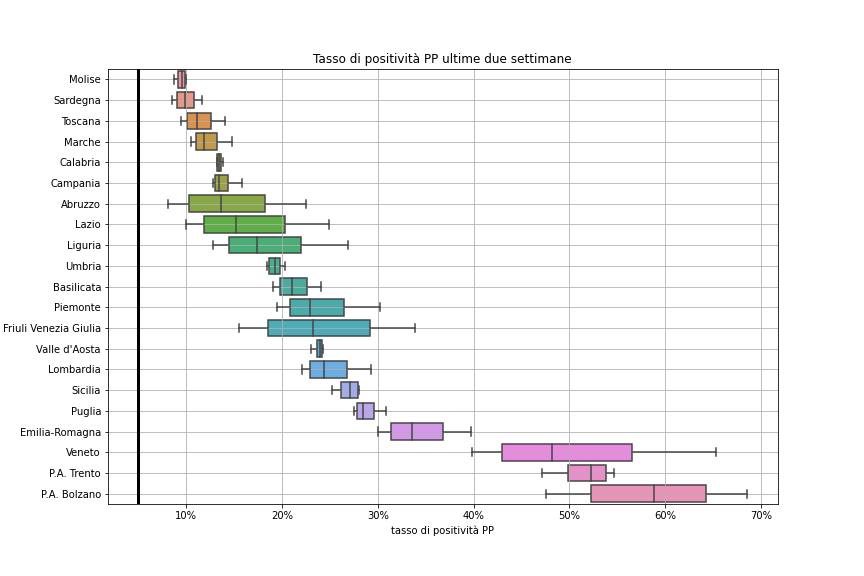 Tasso di positività PP ultime due settimane
Molise
Sardegna
Toscana
Marche
Calabria
Campania
Abruzzo
Lazio
Liguria
Umbria
Basilicata
Piemonte
Friuli Venezia Giulia
Valle d'Aosta
Lombardia
Sicilia
Puglia
Emilia-Romagna
Veneto
P.A. Trento
P.A. Bolzano
10% 20% 30% 40% 50% 60% 70%
tasso di positività PP